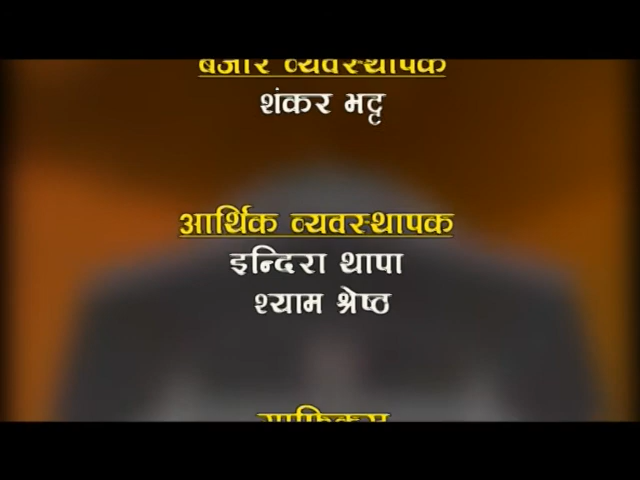 बजार व्यवस्थापक
शंकर भट्ट
आर्थिक व्यवस्थापक
इन्दिरा थापा
श्याम श्रेष्ठ